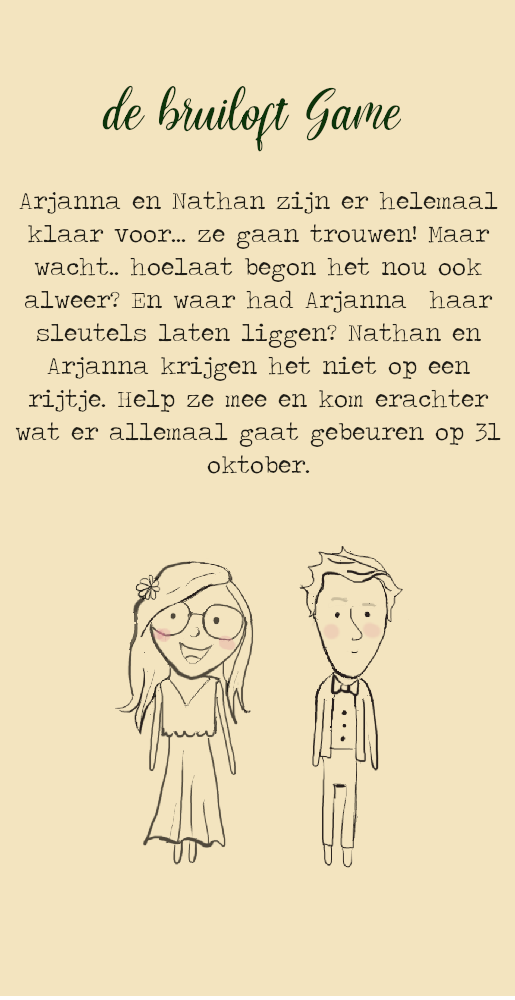 de bruiloft Game
Arjanna en Nathan zijn er helemaal
klaar voor... ze gaan trouwen! Maar
wacht.. hoelaat begon het nou ook
alweer? En waar had Arjanna haar
sleutels laten liggen? Nathan en
Arjanna krijgen het niet op een
rijtje. Help ze mee en kom erachter
wat er allemaal gaat gebeuren op 31
oktober.